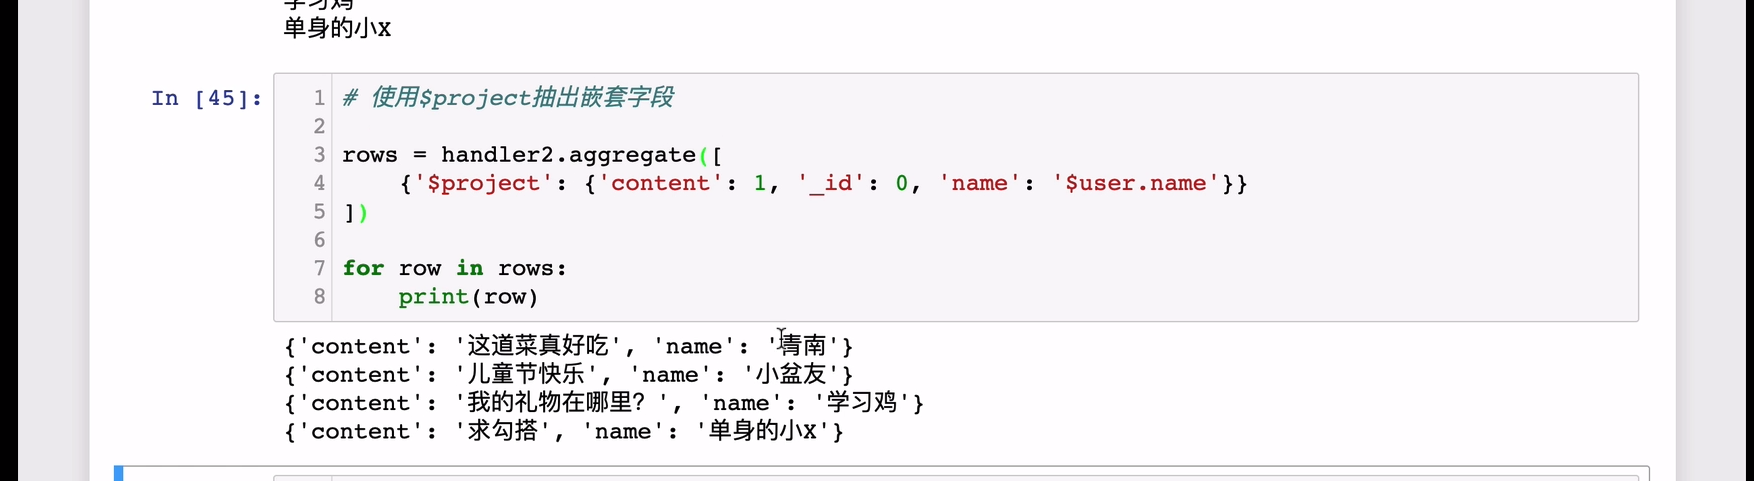 学习鸡
单身的小X
In [45]:
1 # 使用$project抽出嵌套字段
2
3 rows = handler2.aggregate([
4     {'$project': {'content': 1, '_id': 0, 'name': '$user.name'}}
5 ])
6
7 for row in rows:
8     print(row)
{'content': '这道菜真好吃', 'name': '青南'}
{'content': '儿童节快乐', 'name': '小盆友'}
{'content': '我的礼物在哪里？', 'name': '学习鸡'}
{'content': '求勾搭', 'name': '单身的小X'}